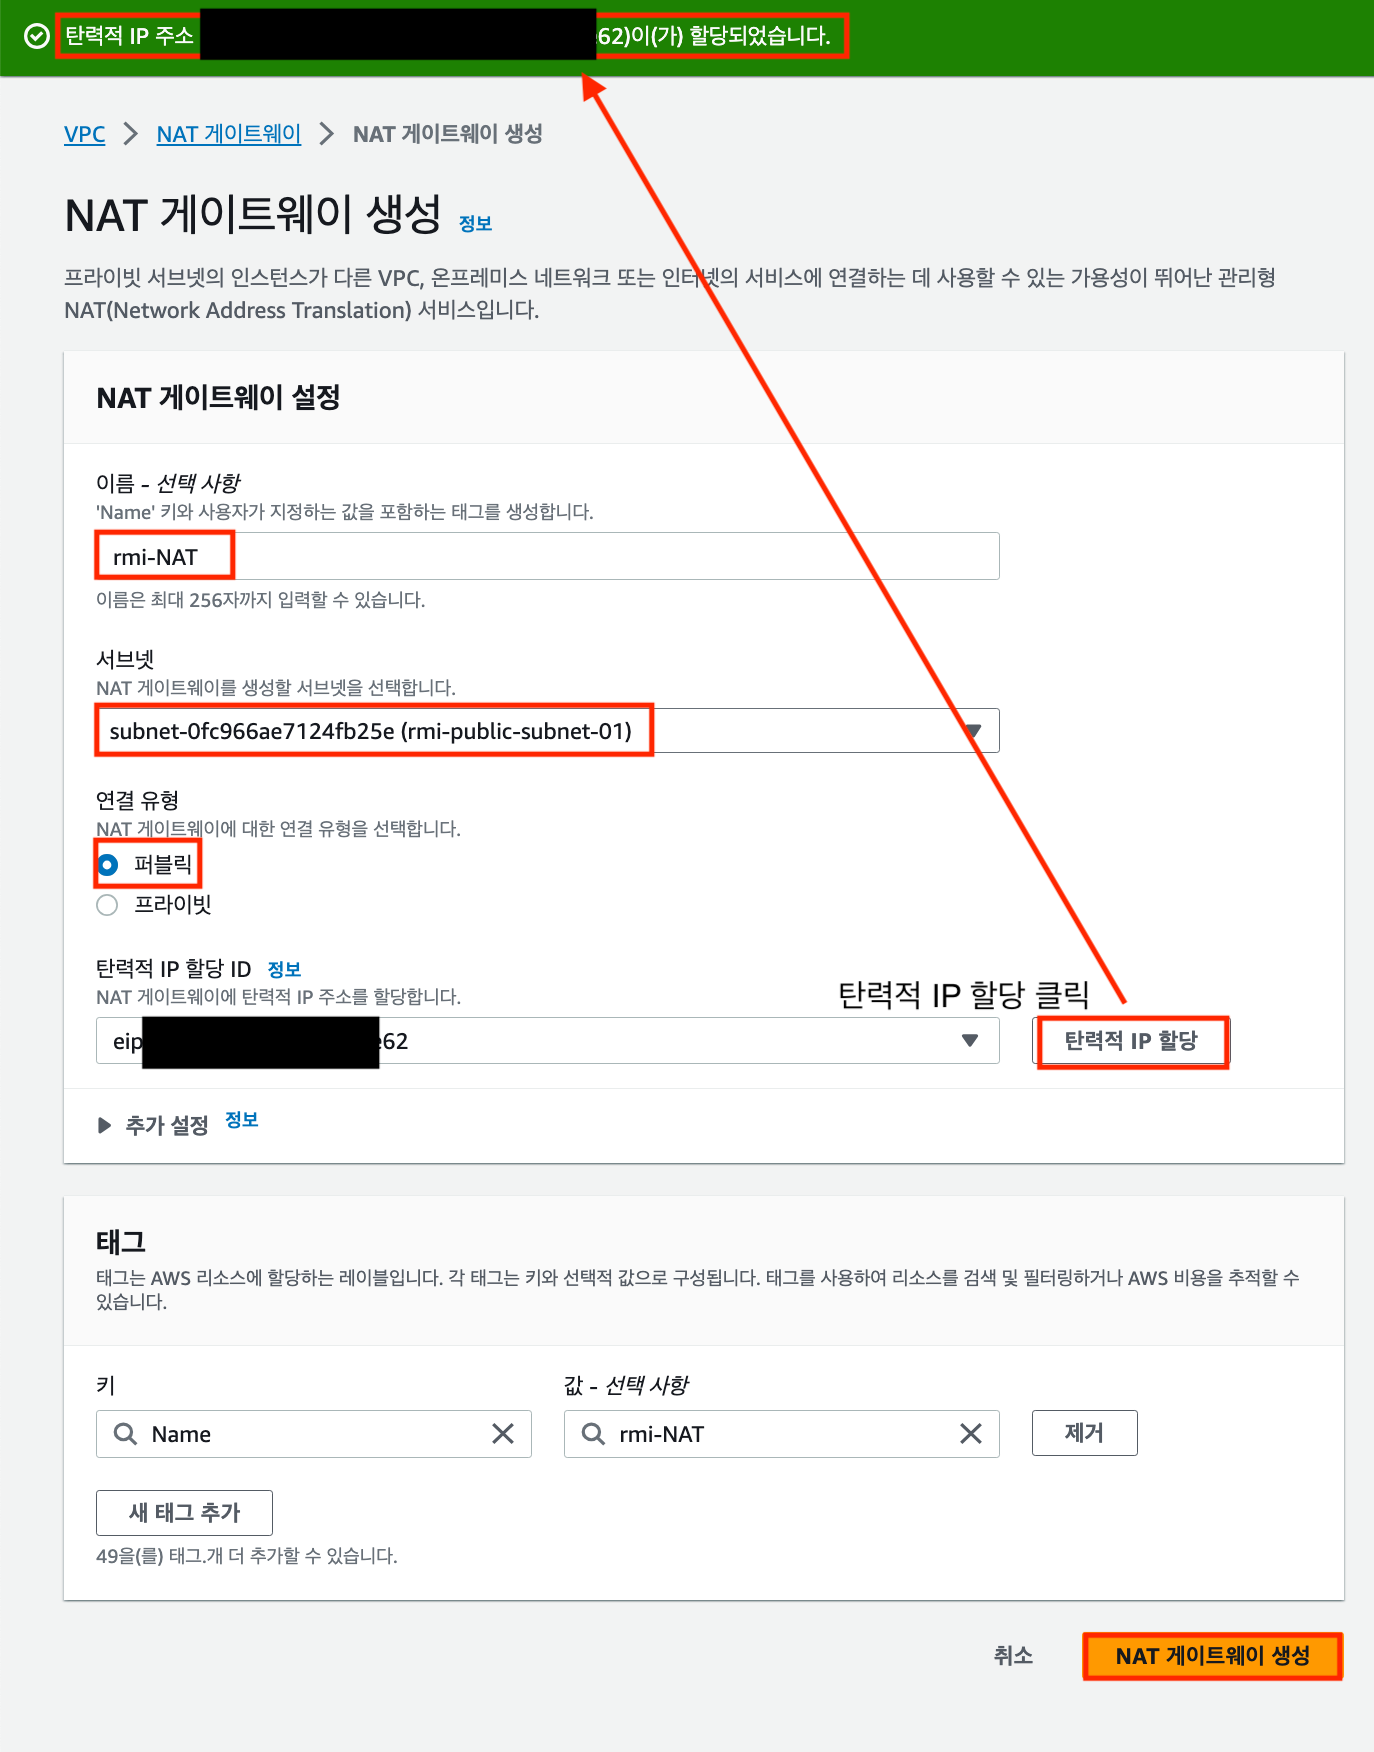 탄력적 IP 주소 62)이(가) 할당되었습니다.
VPC > NAT 게이트웨이 > NAT 게이트웨이 생성
NAT 게이트웨이 생성 정보
프라이빗 서브넷의 인스턴스가 다른 VPC, 온프레미스 네트워크 또는 인터넷의 서비스에 연결하는 데 사용할 수 있는 가용성이 뛰어난 관리형
NAT(Network Address Translation) 서비스입니다.
NAT 게이트웨이 설정
이름 - 선택 사항
'Name' 키와 사용자가 지정하는 값을 포함하는 태그를 생성합니다.
rmi-NAT
이름은 최대 256자까지 입력할 수 있습니다.
서브넷
NAT 게이트웨이를 생성할 서브넷을 선택합니다.
subnet-0fc966ae7124fb25e (rmi-public-subnet-01)
연결 유형
NAT 게이트웨이에 대한 연결 유형을 선택합니다.
퍼블릭
프라이빗
탄력적 IP 할당 ID 정보
NAT 게이트웨이에 탄력적 IP 주소를 할당합니다.
탄력적 IP 할당 클릭
eip e62
탄력적 IP 할당
추가 설정 정보
태그
태그는 AWS 리소스에 할당하는 레이블입니다. 각 태그는 키와 선택적 값으로 구성됩니다. 태그를 사용하여 리소스를 검색 및 필터링하거나 AWS 비용을 추적할 수
있습니다.
키 값 - 선택 사항
Name rmi-NAT 제거
새 태그 추가
49을(를) 태그.개 더 추가할 수 있습니다.
취소 NAT 게이트웨이 생성